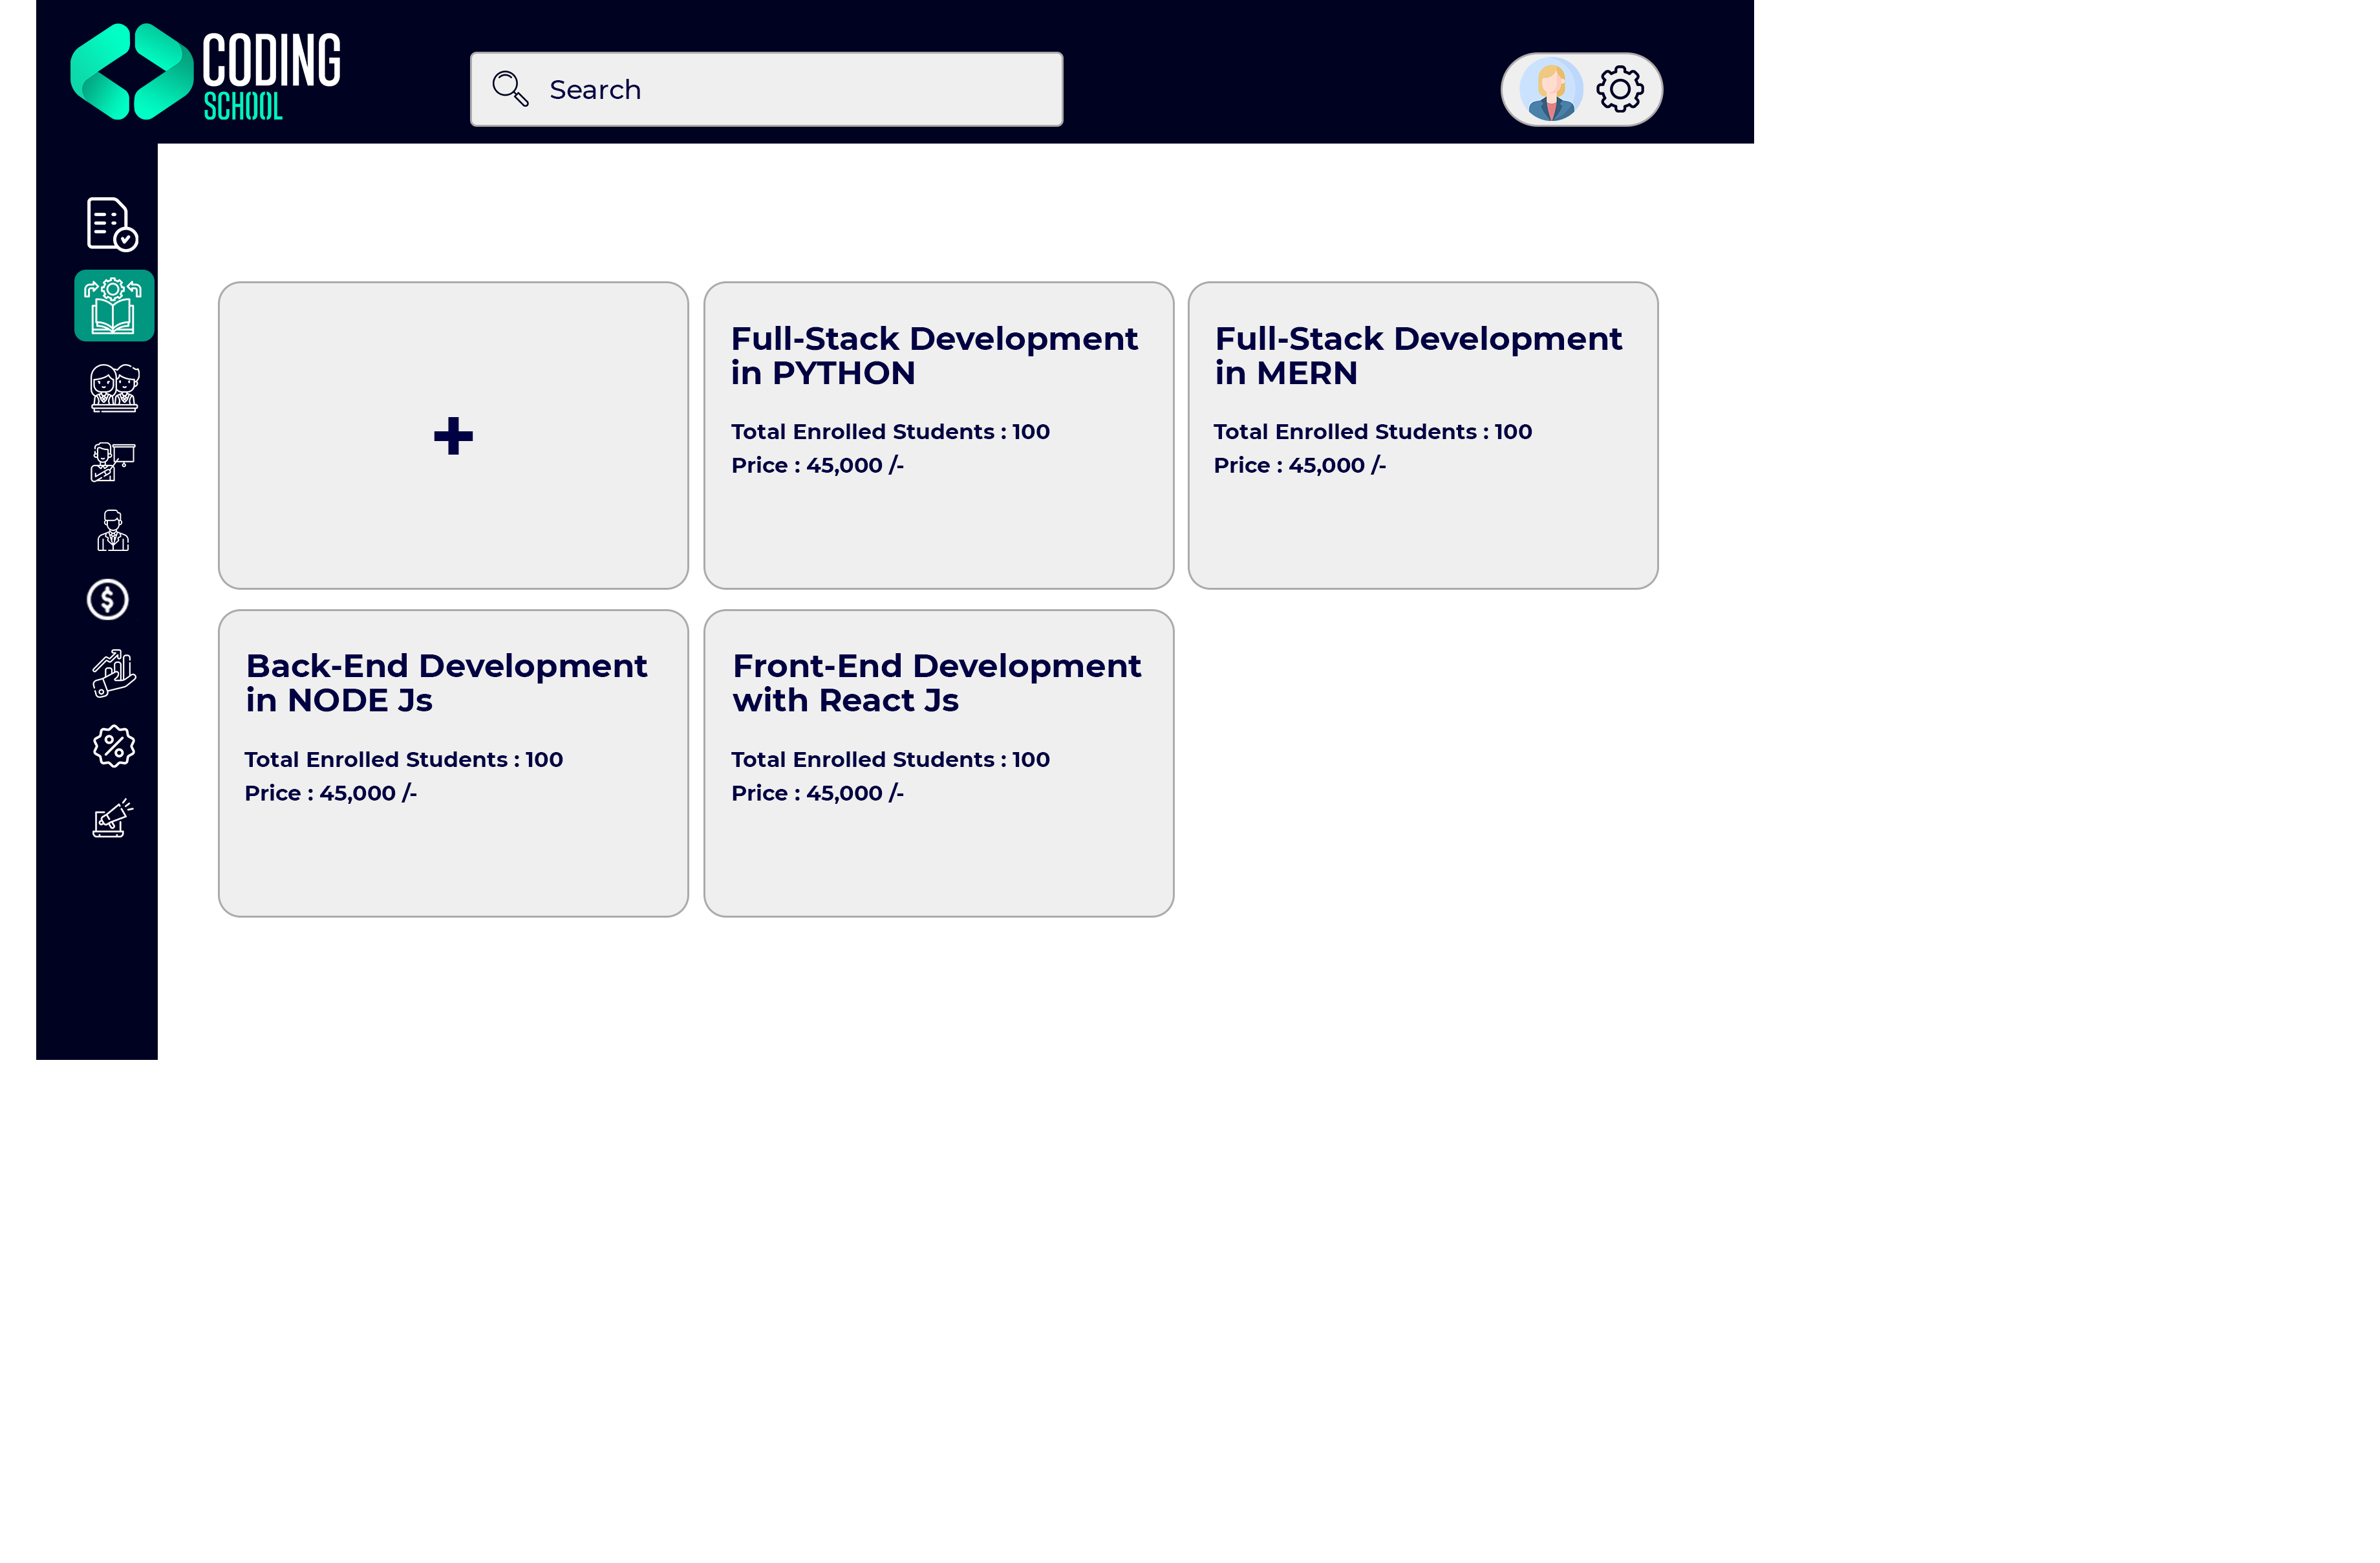 CODING
SCHOOL
Search
+
Full-Stack Development
in PYTHON
Total Enrolled Students : 100
Price : 45,000 /-
Full-Stack Development
in MERN
Total Enrolled Students : 100
Price : 45,000 /-
Back-End Development
in NODE Js
Total Enrolled Students : 100
Price : 45,000 /-
Front-End Development
with React Js
Total Enrolled Students : 100
Price : 45,000 /-